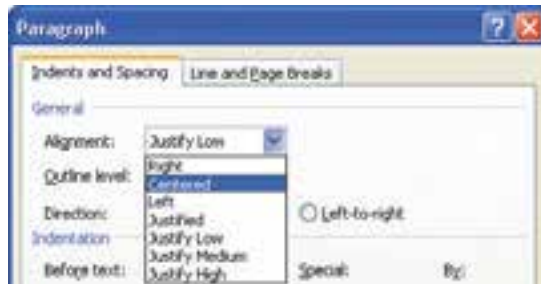 Paragraph
Indents and Spacing Line and Page Breaks
General
Alignment: Justify Low
Outline level: Right
Centered
Left
Direction: Justified Left-to-right
Indentation Justify Low
Justify Medium
Before text: Justify High Special: By: